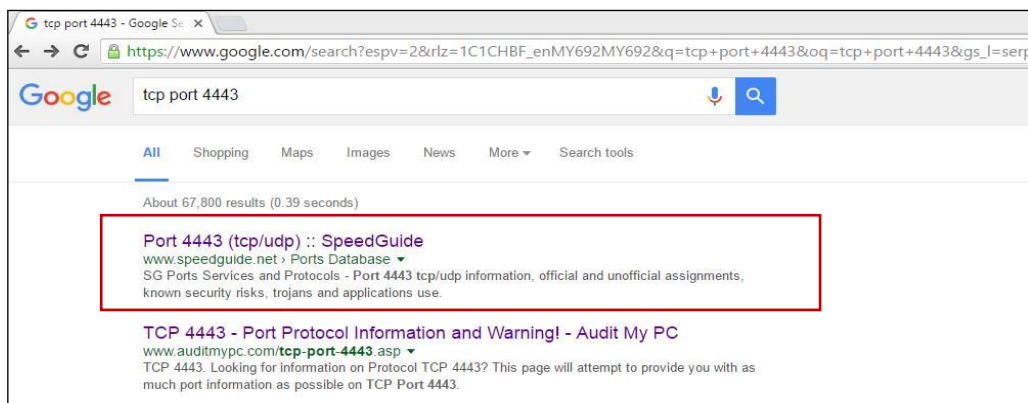 tcp port 4443 - Google Se
https://www.google.com/search?espv=2&rlz=1C1CHBF_enMY692MY692&q=tcp+port+4443&oq=tcp+port+4443&gs_l=serp
Google tcp port 4443
All Shopping Maps Images News More Search tools
About 67,800 results (0.39 seconds)
Port 4443 (tcp/udp) :: SpeedGuide
www.speedguide.net › Ports Database
SG Ports Services and Protocols - Port 4443 tcp/udp information, official and unofficial assignments,
known security risks, trojans and applications use.
TCP 4443 - Port Protocol Information and Warning! - Audit My PC
www.auditmypc.com/tcp-port-4443.asp
TCP 4443. Looking for information on Protocol TCP 4443? This page will attempt to provide you with as
much port information as possible on TCP Port 4443.